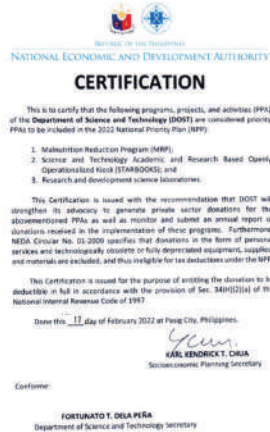 REPUBLIC OF THE PHILIPPINES
NATIONAL ECONOMIC AND DEVELOPMENT AUTHORITY
CERTIFICATION
This is to certify that the following programs, projects, and activities (PPA)
of the Department of Science and Technology (DOST) are considered priority
PPAs to be included in the 2022 National Priority Plan (NPP):
1. Malnutrition Reduction Program (MRP);
2. Science and Technology Academic and Research Based Openly
Operationalized Kiosk (STARBOOKS); and
3. Research and development science laboratories.
This Certification is issued with the recommendation that DOST will
strengthen its advocacy to generate private sector donations for the
abovementioned PPAs as well as monitor and submit an annual report o
donations received in the implementation of these programs. Furthermore
NEDA Circular No. 01-2009 specifies that donations in the form of persona
services and technologically obsolete or fully depreciated equipment, supplies
and materials are excluded, and thus ineligible for tax deductions under the NPP
This Certification is issued for the purpose of entitling the donation to b
deductible in full in accordance with the provision of Sec. 34(H)(2)(a) of th
National Internal Revenue Code of 1997.
Done this 17 day of February 2022 at Pasig City, Philippines.
KARL KENDRICK T. CHUA
Socioeconomic Planning Secretary
Conforme:
FORTUNATO T. DELA PEÑA
Department of Science and Technology Secretary